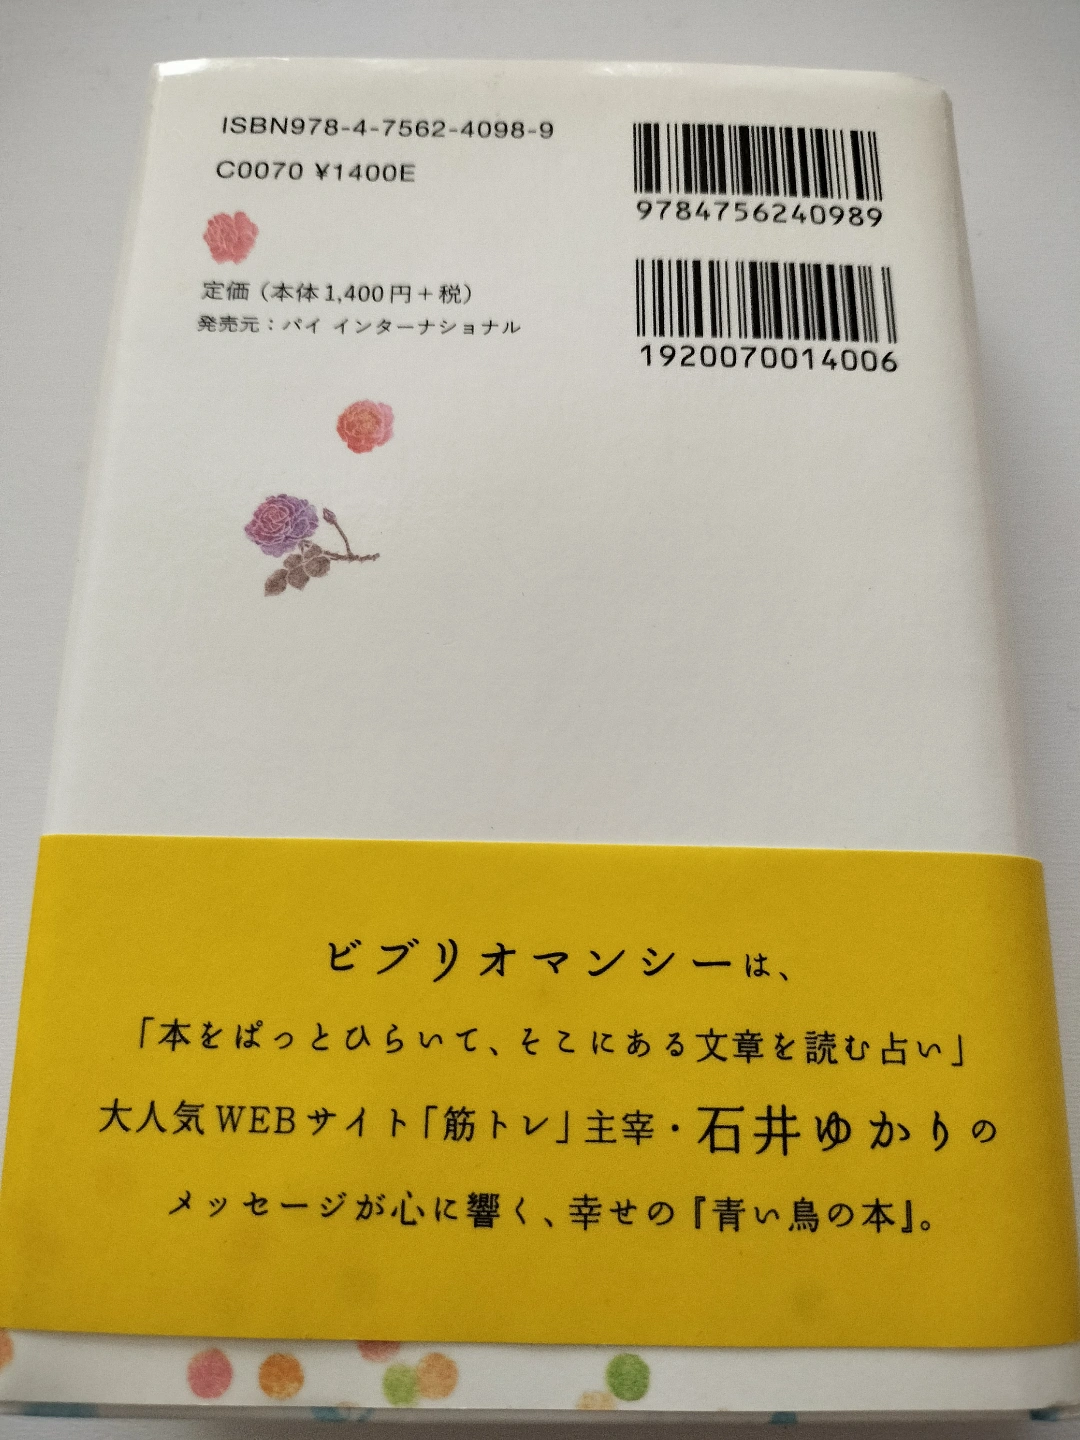 ISBN978-4-7562-4098-9
C0070 ¥1400E
9784756240989
定価（本体1,400円＋税）
発売元：パイ インターナショナル
1920070014006
ビブリオマンシーは、
「本をぱっとひらいて、そこにある文章を読む占い」
大人気WEBサイト「筋トレ」主宰・石井ゆかりの
メッセージが心に響く、幸せの『青い鳥の本』。